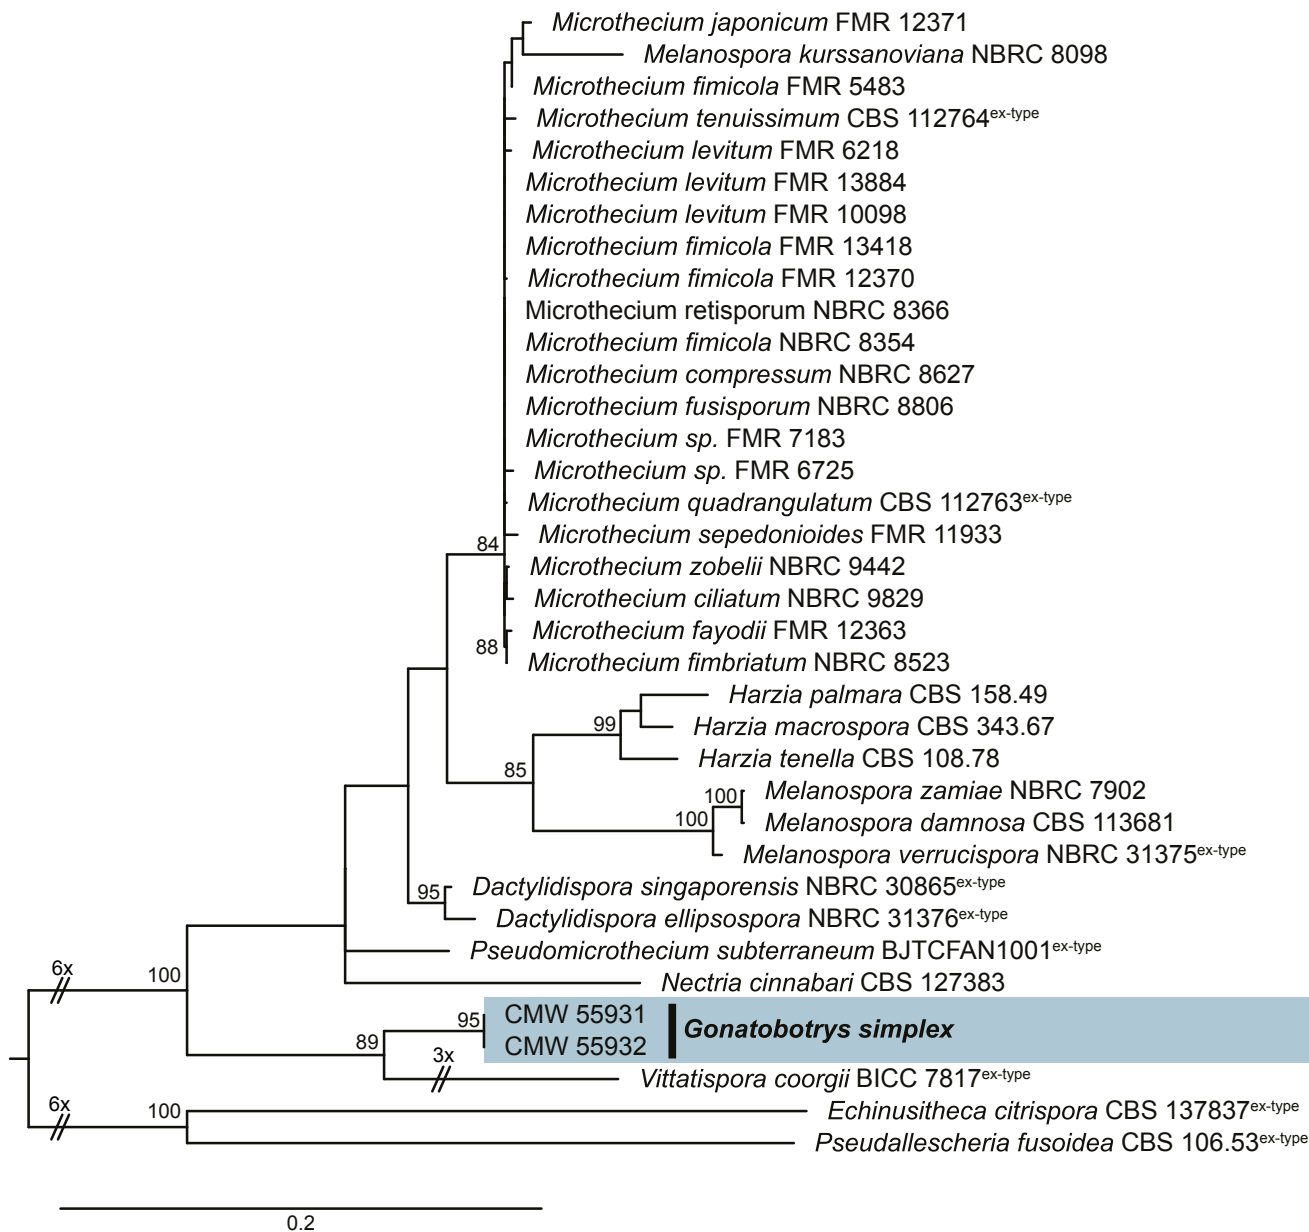 Microthecium japonicum FMR 12371
Melanospora kurssanoviana NBRC 8098
Microthecium fimicola FMR 5483
Microthecium tenuissimum CBS 112764ex-type
Microthecium levitum FMR 6218
Microthecium levitum FMR 13884
Microthecium levitum FMR 10098
Microthecium fimicola FMR 13418
Microthecium fimicola FMR 12370
Microthecium retisporum NBRC 8366
Microthecium fimicola NBRC 8354
Microthecium compressum NBRC 8627
Microthecium fusisporum NBRC 8806
Microthecium sp. FMR 7183
Microthecium sp. FMR 6725
Microthecium quadrangulatum CBS 112763ex-type
Microthecium sepedonioides FMR 11933
84
Microthecium zobelii NBRC 9442
Microthecium ciliatum NBRC 9829
Microthecium fayodii FMR 12363
88
Microthecium fimbriatum NBRC 8523
Harzia palmara CBS 158.49
99
Harzia macrospora CBS 343.67
Harzia tenella CBS 108.78
85
100
Melanospora zamiae NBRC 7902
100
Melanospora damnosa CBS 113681
Melanospora verrucispora NBRC 31375ex-type
95
Dactylidispora singaporensis NBRC 30865ex-type
Dactylidispora ellipsospora NBRC 31376ex-type
Pseudomicrothecium subterraneum BJTCFAN1001ex-type
6x
100
Nectria cinnabari CBS 127383
95
CMW 55931
Gonatobotrys simplex
CMW 55932
89
3x
Vittatispora coorgii BICC 7817ex-type
6x
100
Echinusitheca citrispora CBS 137837ex-type
Pseudallescheria fusoidea CBS 106.53ex-type
0.2